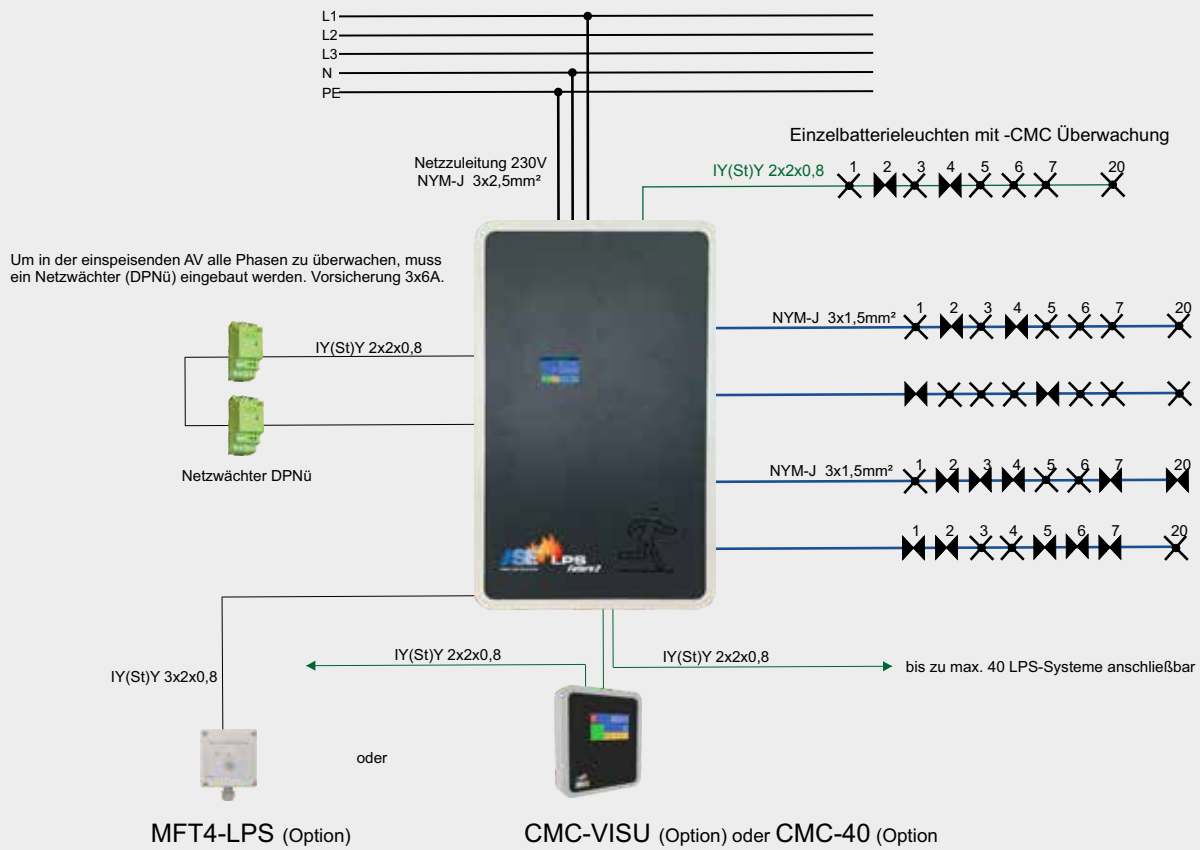 L1
L2
L3
N
PE
Einzelbatterieleuchten mit -CMC Überwachung
Netzzuleitung 230V
NYM-J 3x2,5mm²
IY(St)Y 2x2x0,8
1 2 3 4 5 6 7 20
Um in der einspeisenden AV alle Phasen zu überwachen, muss
ein Netzwächter (DPNü) eingebaut werden. Vorsicherung 3x6A.
NYM-J 3x1,5mm²
1 2 3 4 5 6 7 20
IY(St)Y 2x2x0,8
Netzwächter DPNü
NYM-J 3x1,5mm²
1 2 3 4 5 6 7 20
1 2 3 4 5 6 7 20
LPS
Future2
IY(St)Y 2x2x0,8
IY(St)Y 2x2x0,8
bis zu max. 40 LPS-Systeme anschließbar
IY(St)Y 3x2x0,8
oder
MFT4-LPS (Option)
CMC-VISU (Option) oder CMC-40 (Option